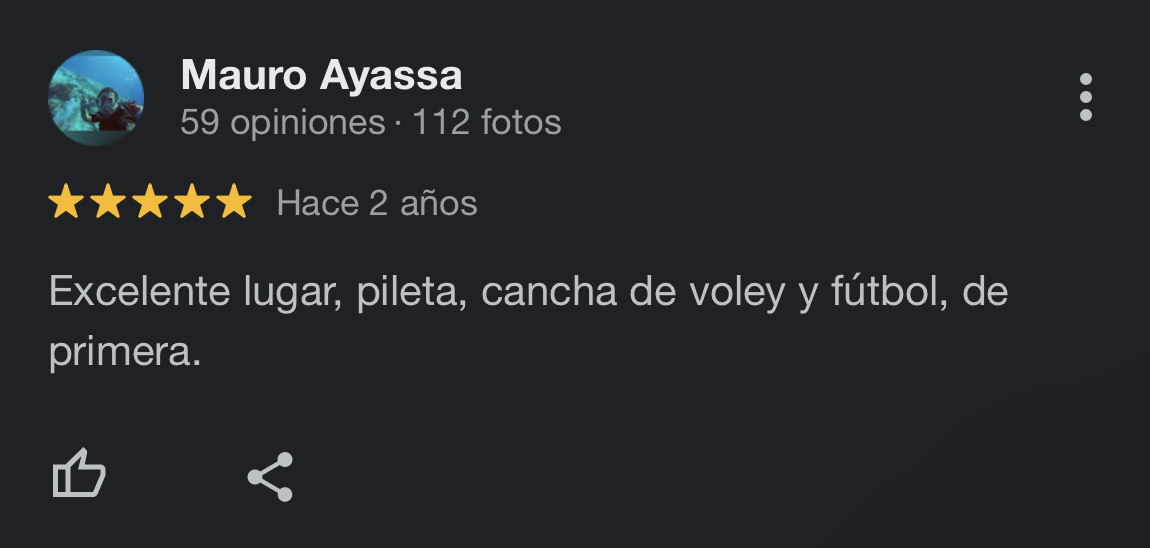 Mauro Ayassa
59 opiniones · 112 fotos
Hace 2 años
Excelente lugar, pileta, cancha de voley y fútbol, de
primera.